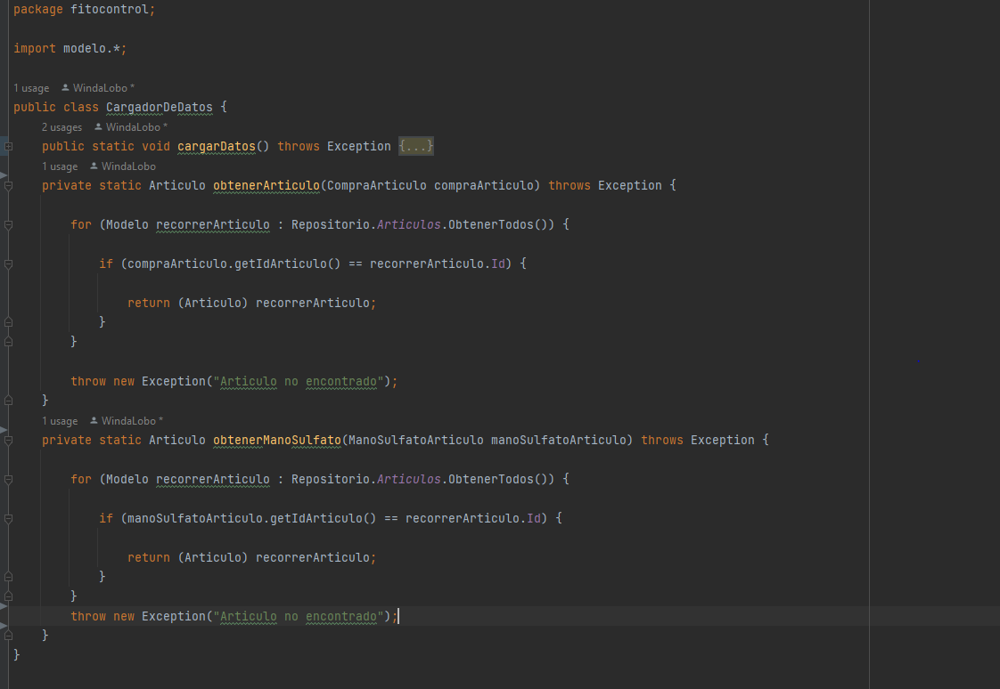 package fitocontrol;
import modelo.*;
1 usage WindaLobo *
public class CargadorDeDatos {
2 usages WindaLobo *
public static void cargarDatos() throws Exception {...}
1 usage WindaLobo
private static Articulo obtenerArticulo(CompraArticulo compraArticulo) throws Exception {
for (Modelo recorrerArticulo : Repositorio.Articulos.ObtenerTodos()) {
if (compraArticulo.getIdArticulo() == recorrerArticulo.Id) {
return (Articulo) recorrerArticulo;
}
}
throw new Exception("Articulo no encontrado");
}
1 usage WindaLobo *
private static Articulo obtenerManoSulfato(ManoSulfatoArticulo manoSulfatoArticulo) throws Exception {
for (Modelo recorrerArticulo : Repositorio.Articulos.ObtenerTodos()) {
if (manoSulfatoArticulo.getIdArticulo() == recorrerArticulo.Id) {
return (Articulo) recorrerArticulo;
}
}
throw new Exception("Articulo no encontrado");
}
}